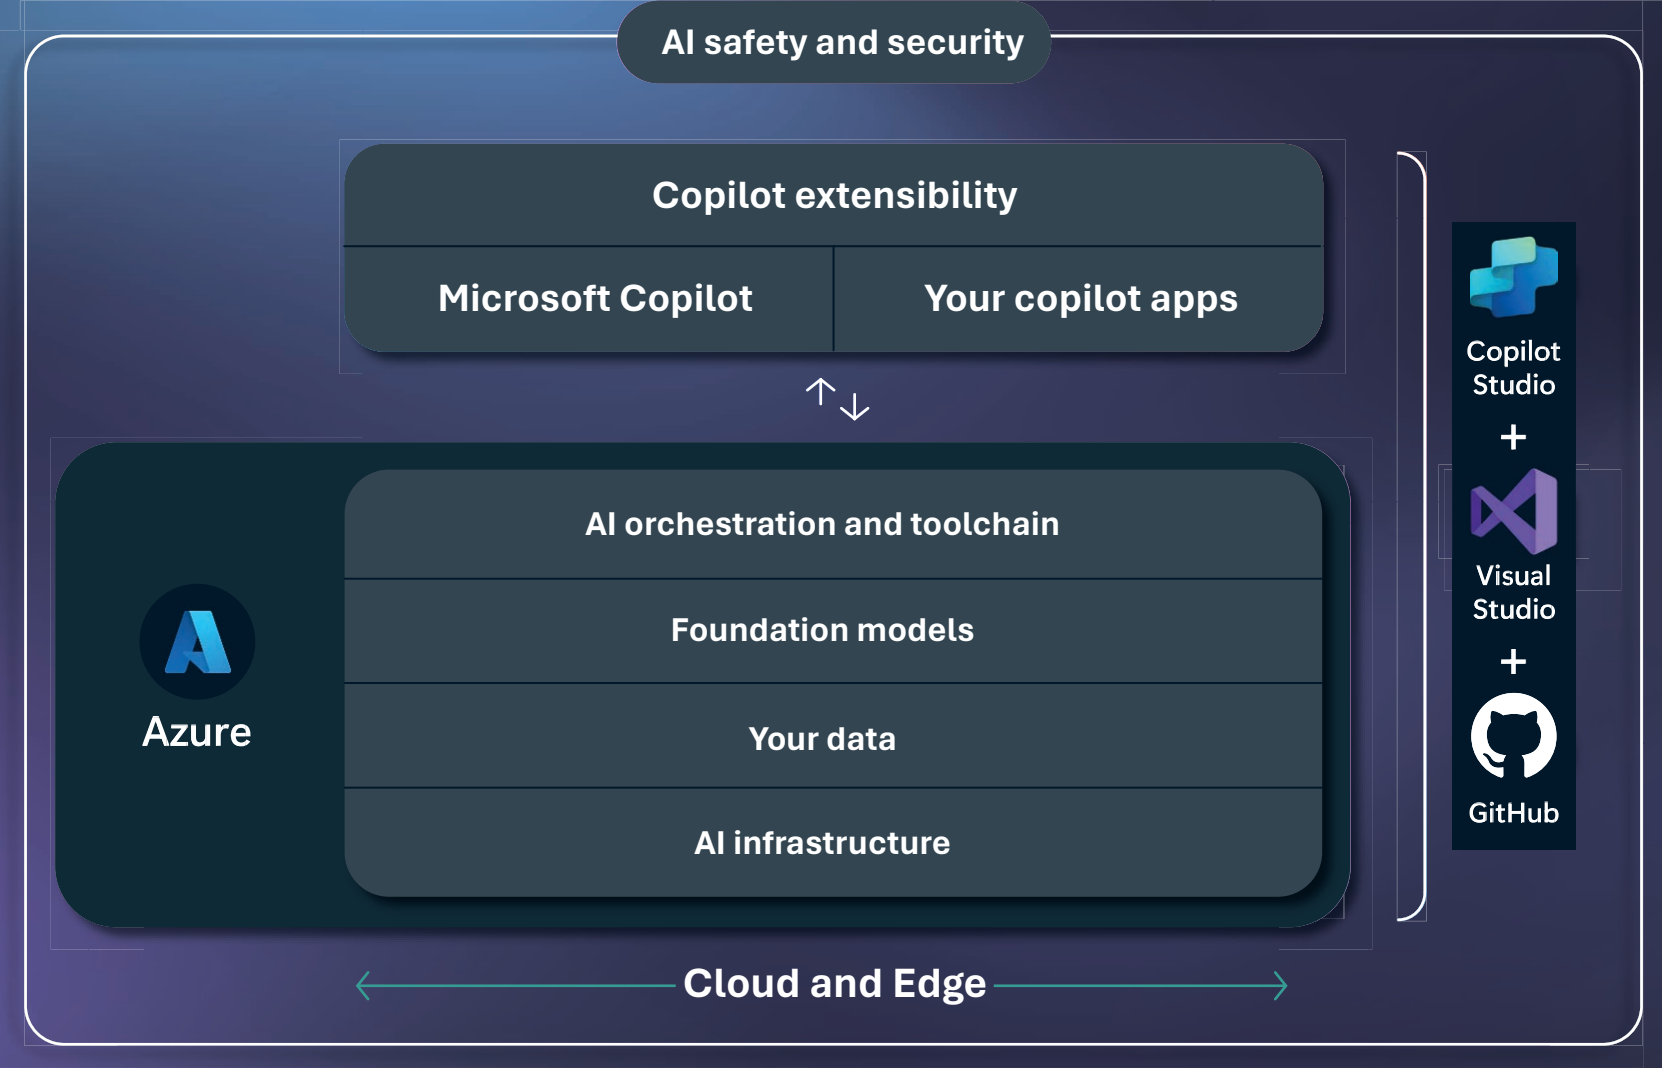 AI safety and security
Copilot extensibility
Microsoft Copilot
Your copilot apps
AI orchestration and toolchain
Foundation models
Your data
AI infrastructure
Azure
Cloud and Edge
Copilot
Studio
+
Visual
Studio
+
GitHub